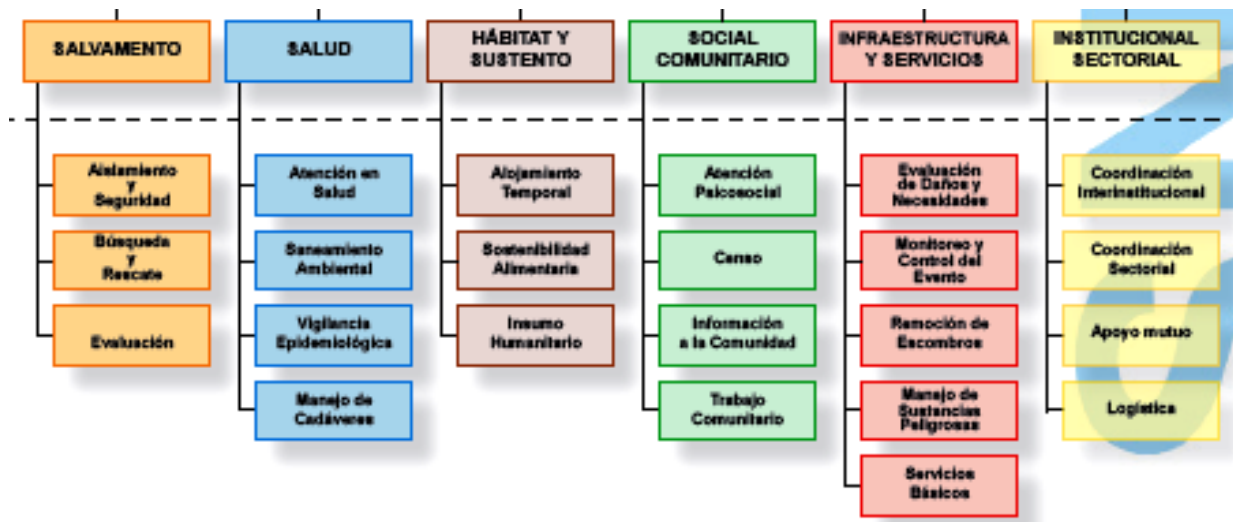 SALVAMENTO
SALUD
HÁBITAT Y
SUSTENTO
SOCIAL
COMUNITARIO
INFRAESTRUCTURA
Y SERVICIOS
INSTITUCIONAL
SECTORIAL
Aislamiento
y
Seguridad
Atención en
Salud
Alojamiento
Temporal
Atención
Psicosocial
Evaluación
de Daños y
Necesidades
Coordinación
Interinstitucional
Búsqueda
y
Rescate
Saneamiento
Ambiental
Sostenibilidad
Alimentaria
Censo
Monitoreo y
Control del
Evento
Coordinación
Sectorial
Evaluación
Vigilancia
Epidemiológica
Insumo
Humanitario
Información
a la Comunidad
Remoción de
Escombros
Apoyo mutuo
Manejo de
Cadáveres
Trabajo
Comunitario
Manejo de
Sustancias
Peligrosas
Logística
Servicios
Básicos